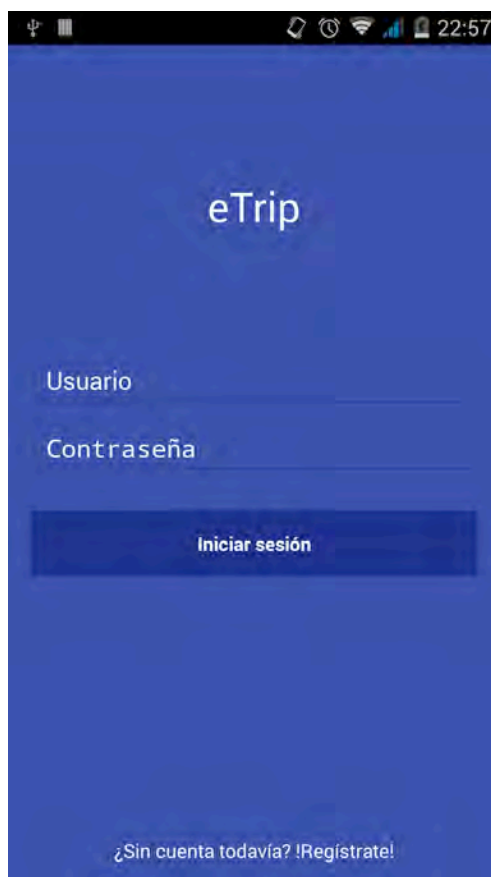 22:57
eTrip
Usuario
Contraseña
Iniciar sesión
¿Sin cuenta todavía? !Regístrate!